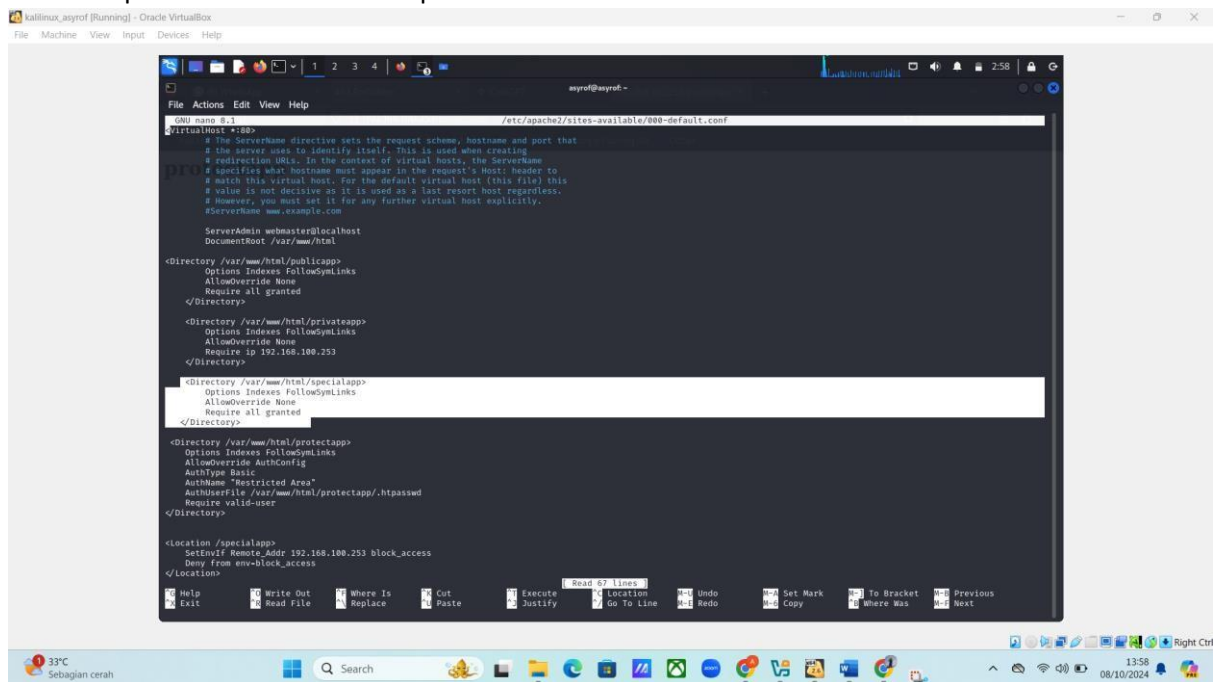 kalilinux_asyrof [Running] - Oracle VirtualBox
File Machine View Input Devices Help
1 2 3 4 2:58
asyrof@asyrof: ~
File Actions Edit View Help
GNU nano 8.1 /etc/apache2/sites-available/000-default.conf
<VirtualHost *:80>
# The ServerName directive sets the request scheme, hostname and port that
# the server uses to identify itself. This is used when creating
# redirection URLs. In the context of virtual hosts, the ServerName
# specifies what hostname must appear in the request's Host: header to
# match this virtual host. For the default virtual host (this file) this
# value is not decisive as it is used as a last resort host regardless.
# However, you must set it for any further virtual host explicitly.
#ServerName www.example.com
ServerAdmin webmaster@localhost
DocumentRoot /var/www/html
<Directory /var/www/html/publicapp>
Options Indexes FollowSymLinks
AllowOverride None
Require all granted
</Directory>
<Directory /var/www/html/privateapp>
Options Indexes FollowSymLinks
AllowOverride None
Require ip 192.168.100.253
</Directory>
<Directory /var/www/html/specialapp>
Options Indexes FollowSymLinks
AllowOverride None
Require all granted
</Directory>
<Directory /var/www/html/protectapp>
Options Indexes FollowSymLinks
AllowOverride AuthConfig
AuthType Basic
AuthName "Restricted Area"
AuthUserFile /var/www/html/protectapp/.htpasswd
Require valid-user
</Directory>
<Location /specialapp>
SetEnvIf Remote_Addr 192.168.100.253 block_access
Deny from env=block_access
</Location>
[ Read 67 lines ]
^G Help ^O Write Out ^F Where Is ^K Cut ^T Execute ^C Location M-U Undo M-A Set Mark M-] To Bracket M-B Previous
^X Exit ^R Read File ^\ Replace ^U Paste ^J Justify ^/ Go To Line M-E Redo M-6 Copy ^B Where Was M-F Next
Right Ctrl
33°C
Sebagian cerah
Search
13:58
08/10/2024